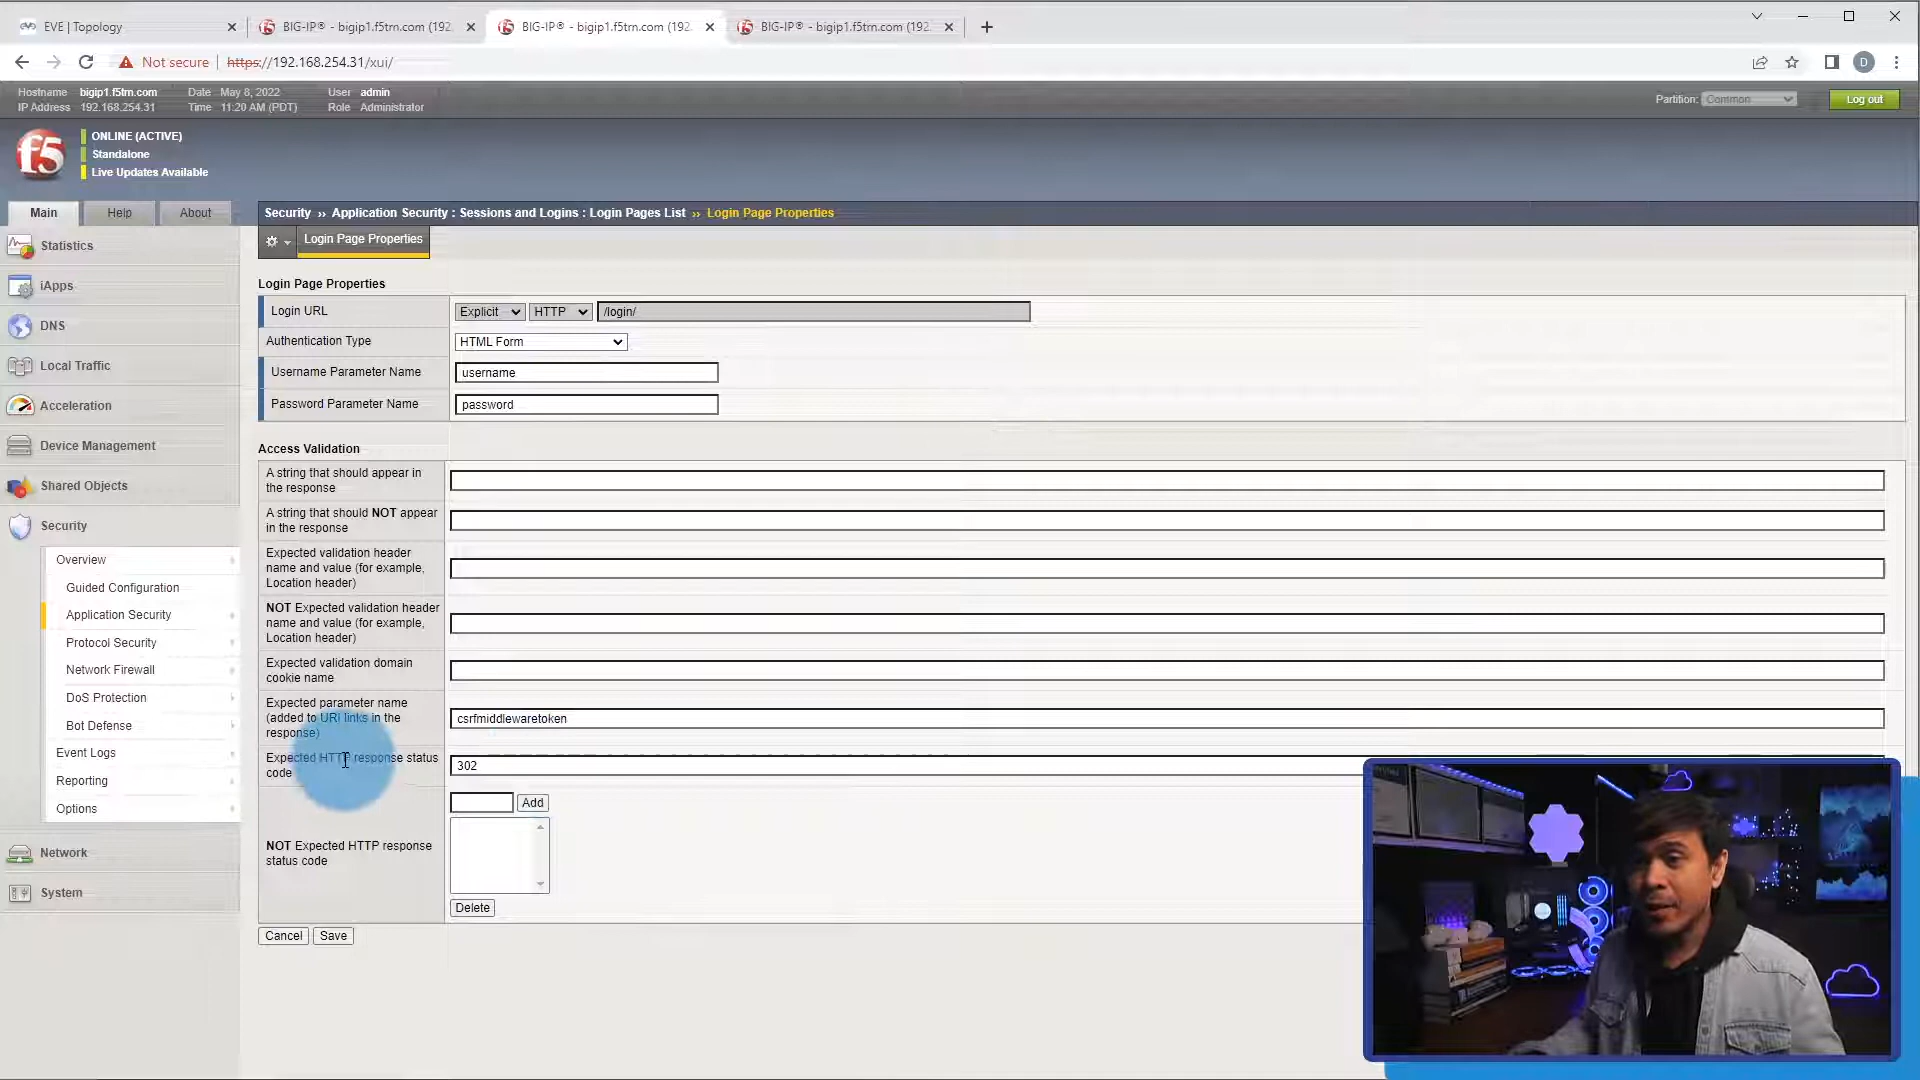 EVE | Topology
BIG-IP® - bigip1.f5trn.com (192.
BIG-IP® - bigip1.f5trn.com (192.
BIG-IP® - bigip1.f5trn.com (192.
Not secure
https://192.168.254.31/xui/
D
Hostname bigip1.f5trn.com Date May 8, 2022 User admin
IP Address 192.168.254.31 Time 11:20 AM (PDT) Role Administrator
Partition: Common
Log out
f5
ONLINE (ACTIVE)
Standalone
Live Updates Available
Main
Help
About
Security ›› Application Security : Sessions and Logins : Login Pages List ›› Login Page Properties
Login Page Properties
Statistics
iApps
DNS
Local Traffic
Acceleration
Device Management
Shared Objects
Security
Overview
Guided Configuration
Application Security
Protocol Security
Network Firewall
DoS Protection
Bot Defense
Event Logs
Reporting
Options
Network
System
Login Page Properties
Login URL
Explicit
HTTP
/login/
Authentication Type
HTML Form
Username Parameter Name
username
Password Parameter Name
password
Access Validation
A string that should appear in
the response
A string that should NOT appear
in the response
Expected validation header
name and value (for example,
Location header)
NOT Expected validation header
name and value (for example,
Location header)
Expected validation domain
cookie name
Expected parameter name
(added to URI links in the
response)
csrfmiddlewaretoken
Expected HTTP response status
code
302
Add
NOT Expected HTTP response
status code
Delete
Cancel
Save